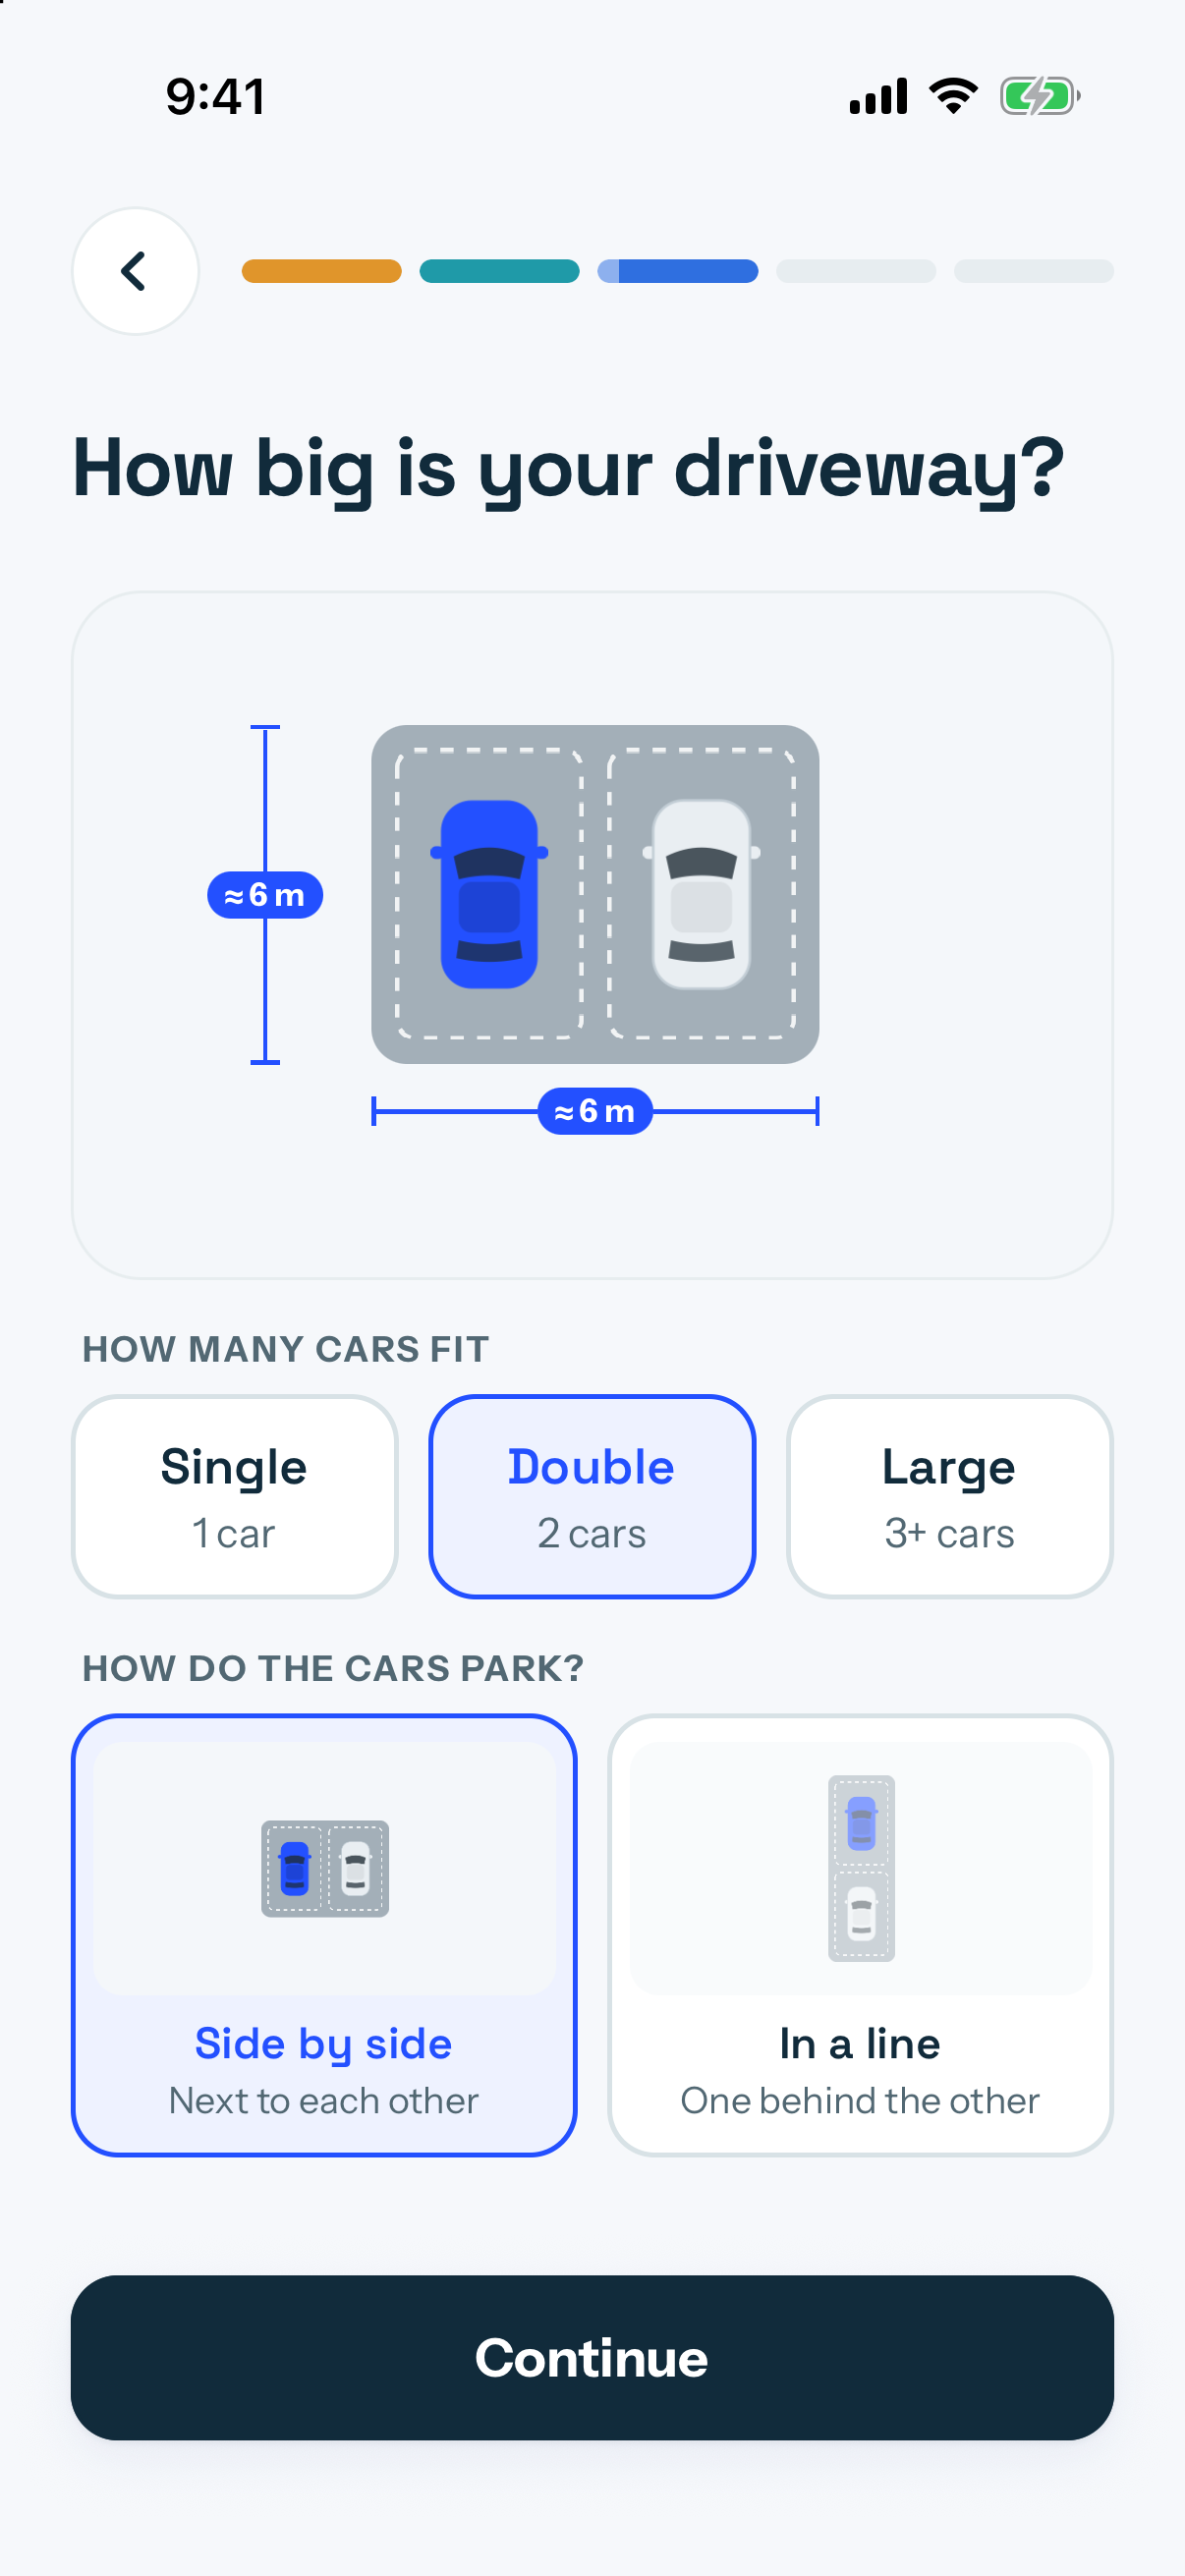 9:41
How big is your driveway?
≈6 m
≈6 m
HOW MANY CARS FIT
Single
Double
Large
1 car
2 cars
3+ cars
HOW DO THE CARS PARK?
Side by side
In a line
Next to each other
One behind the other
Continue